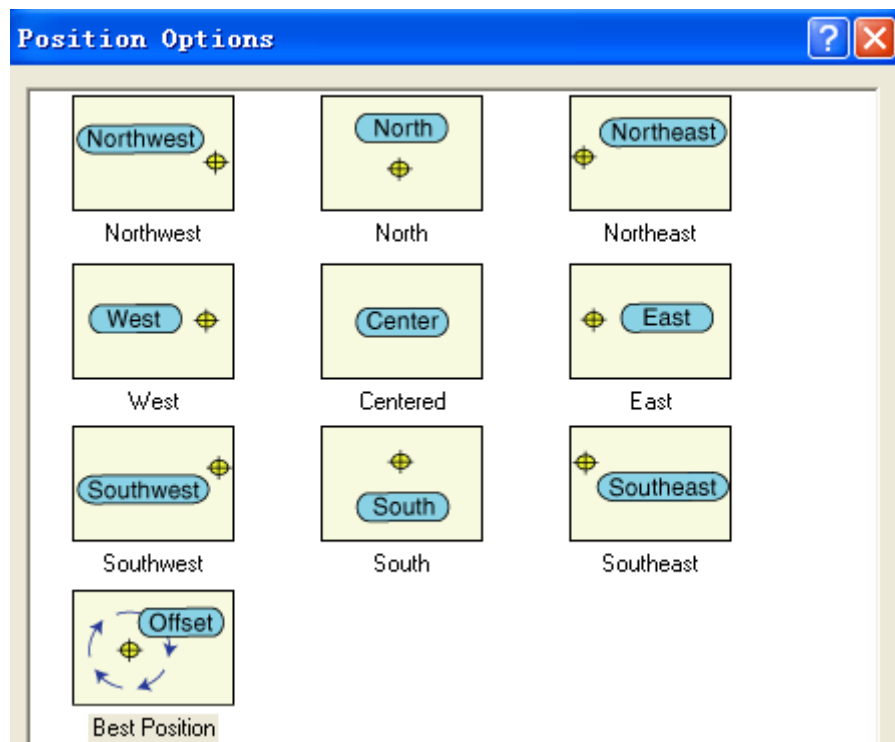 Position Options
Northwest North Northeast
Northwest North Northeast
West Center East
West Centered East
Southwest South Southeast
Southwest South Southeast
Offset
Best Position